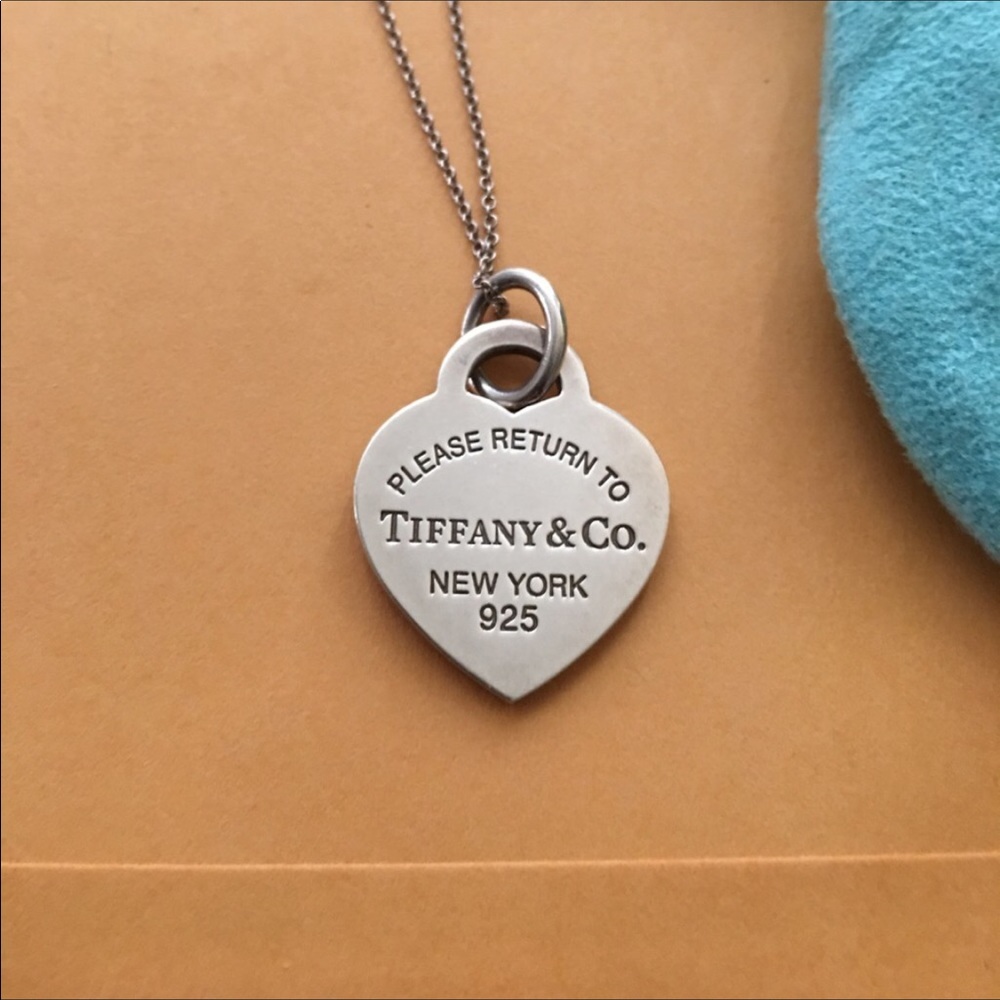 PLEASE RETURN TO
TIFFANY & CO.
NEW YORK
925